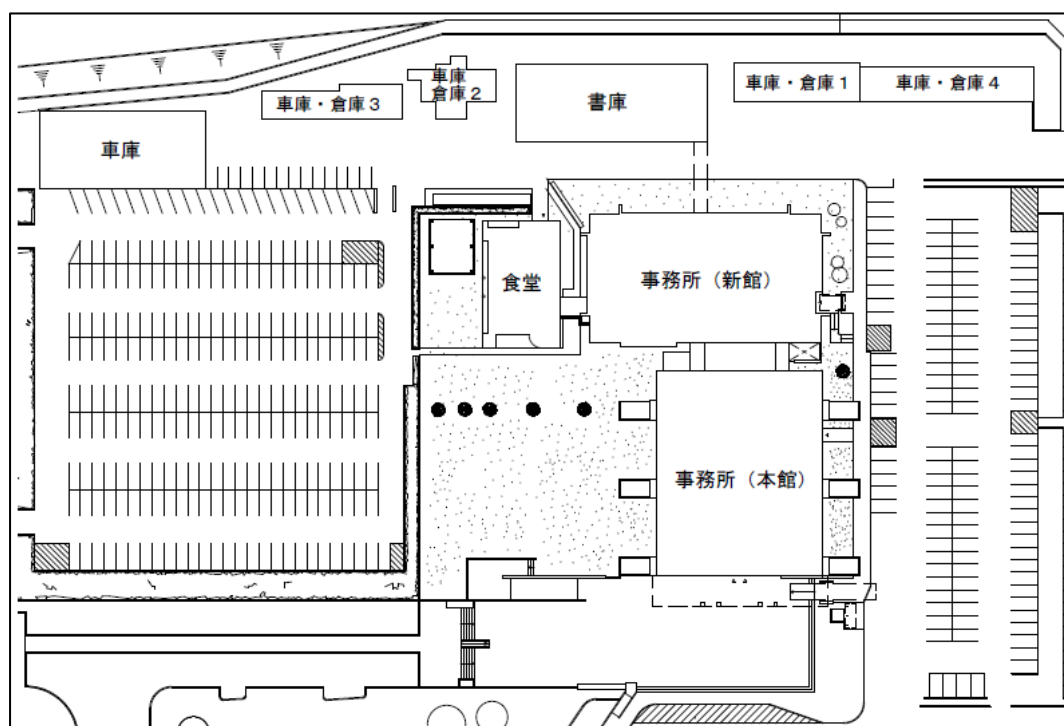 車庫・倉庫３
車庫
倉庫２
書庫
車庫・倉庫１
車庫・倉庫４
車庫
食堂
事務所（新館）
事務所（本館）